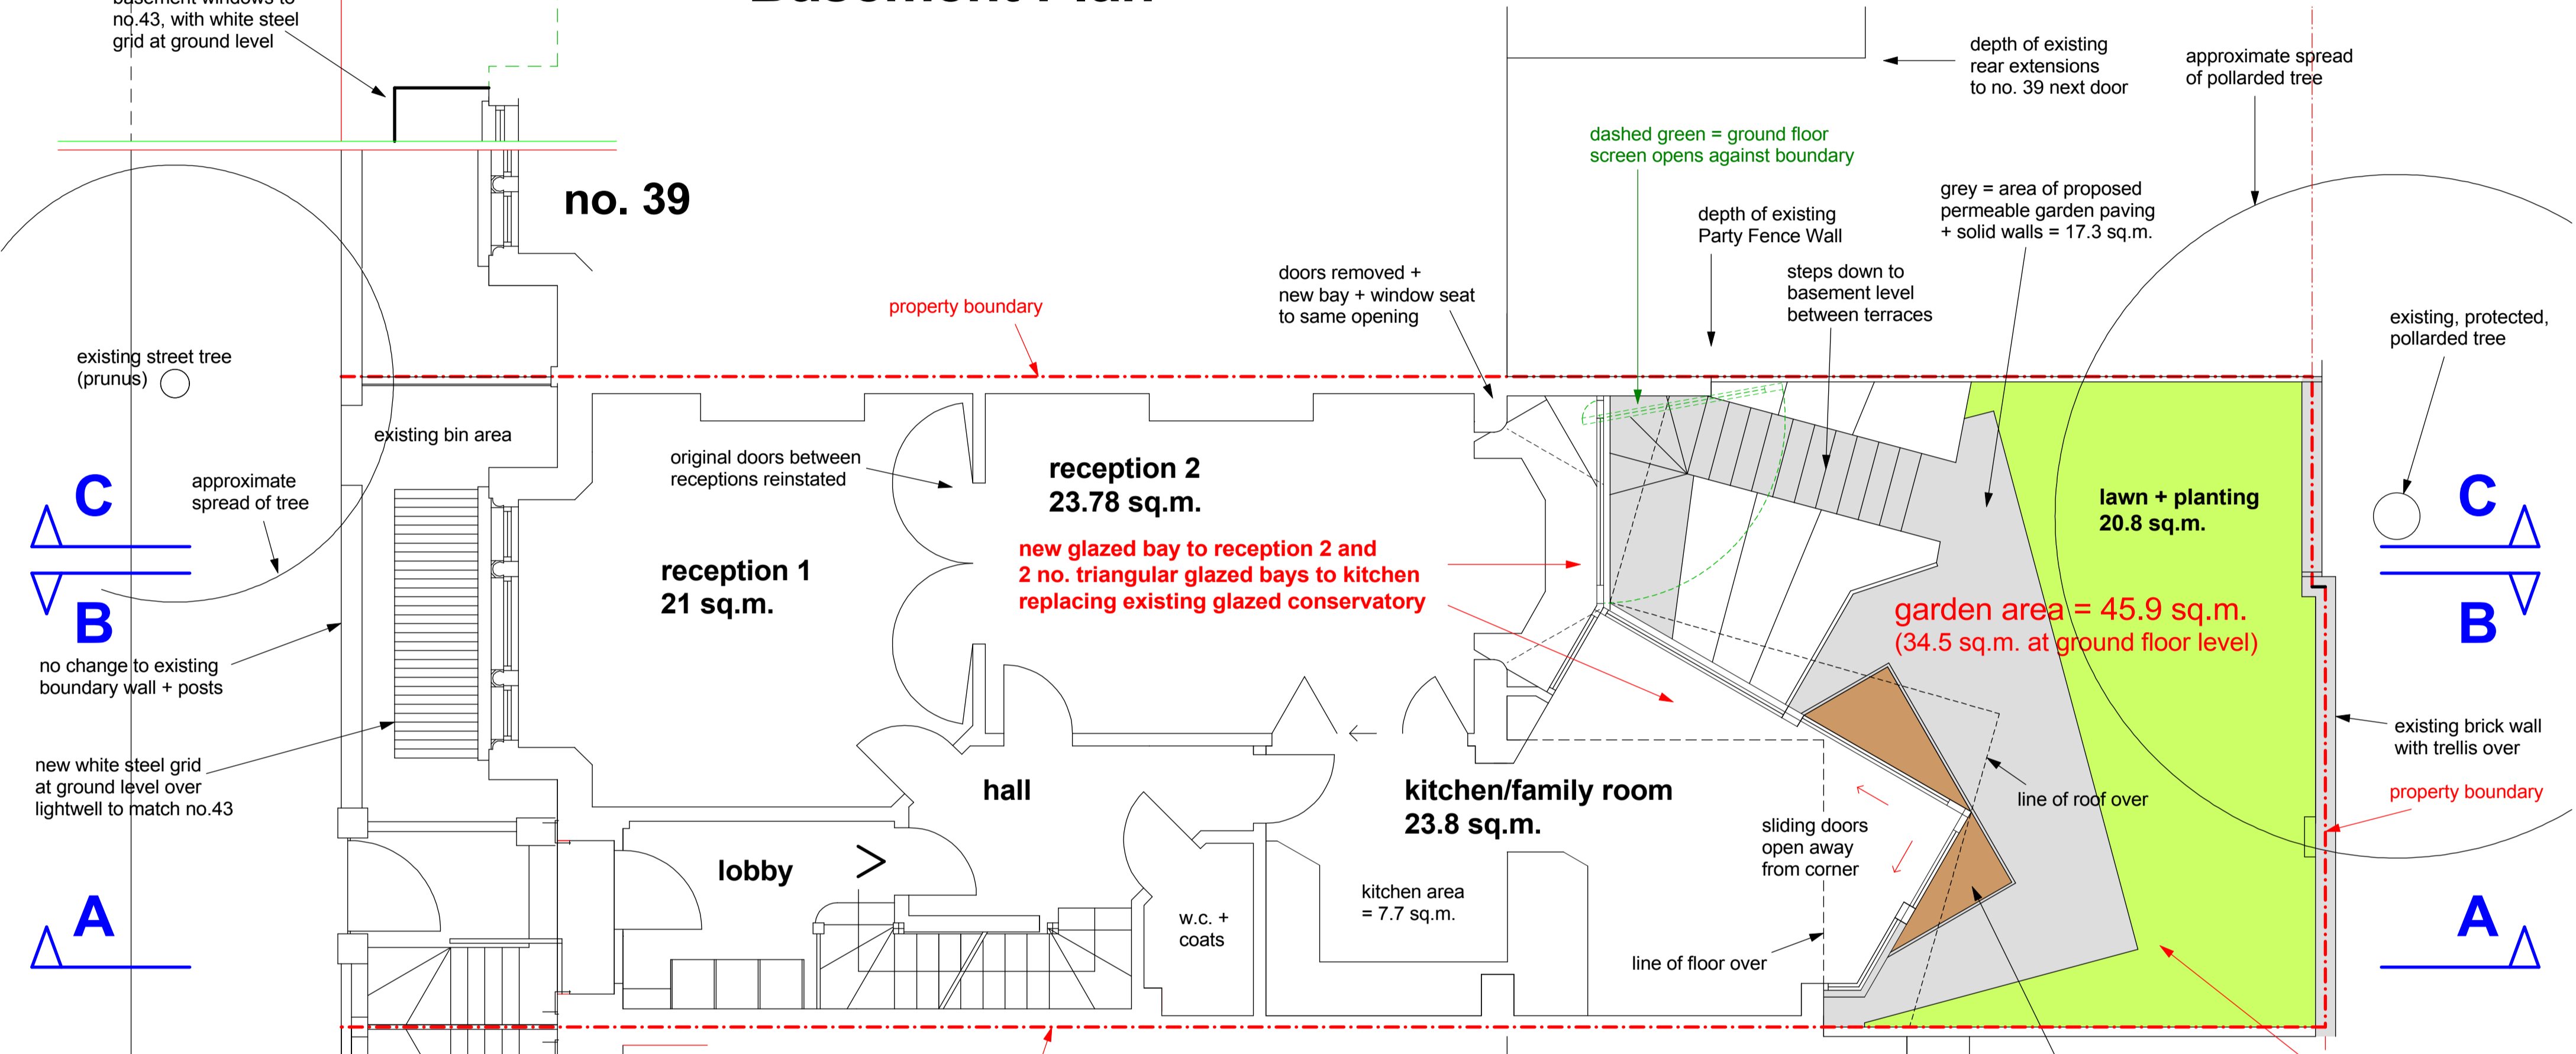 Basement Plan
basement windows to
no.43, with white steel
grid at ground level
depth of existing
rear extensions
to no. 39 next door
approximate spread
of pollarded tree
dashed green = ground floor
screen opens against boundary
no. 39
grey = area of proposed
permeable garden paving
+ solid walls = 17.3 sq.m.
depth of existing
Party Fence Wall
doors removed +
new bay + window seat
to same opening
steps down to
basement level
between terraces
property boundary
existing, protected,
pollarded tree
existing street tree
(prunus)
existing bin area
original doors between
receptions reinstated
reception 2
23.78 sq.m.
approximate
spread of tree
C
C
lawn + planting
20.8 sq.m.
new glazed bay to reception 2 and
2 no. triangular glazed bays to kitchen
replacing existing glazed conservatory
reception 1
21 sq.m.
B
B
garden area = 45.9 sq.m.
(34.5 sq.m. at ground floor level)
no change to existing
boundary wall + posts
existing brick wall
with trellis over
new white steel grid
at ground level over
lightwell to match no.43
hall
kitchen/family room
23.8 sq.m.
line of roof over
property boundary
sliding doors
open away
from corner
lobby
kitchen area
= 7.7 sq.m.
w.c. +
coats
A
A
line of floor over